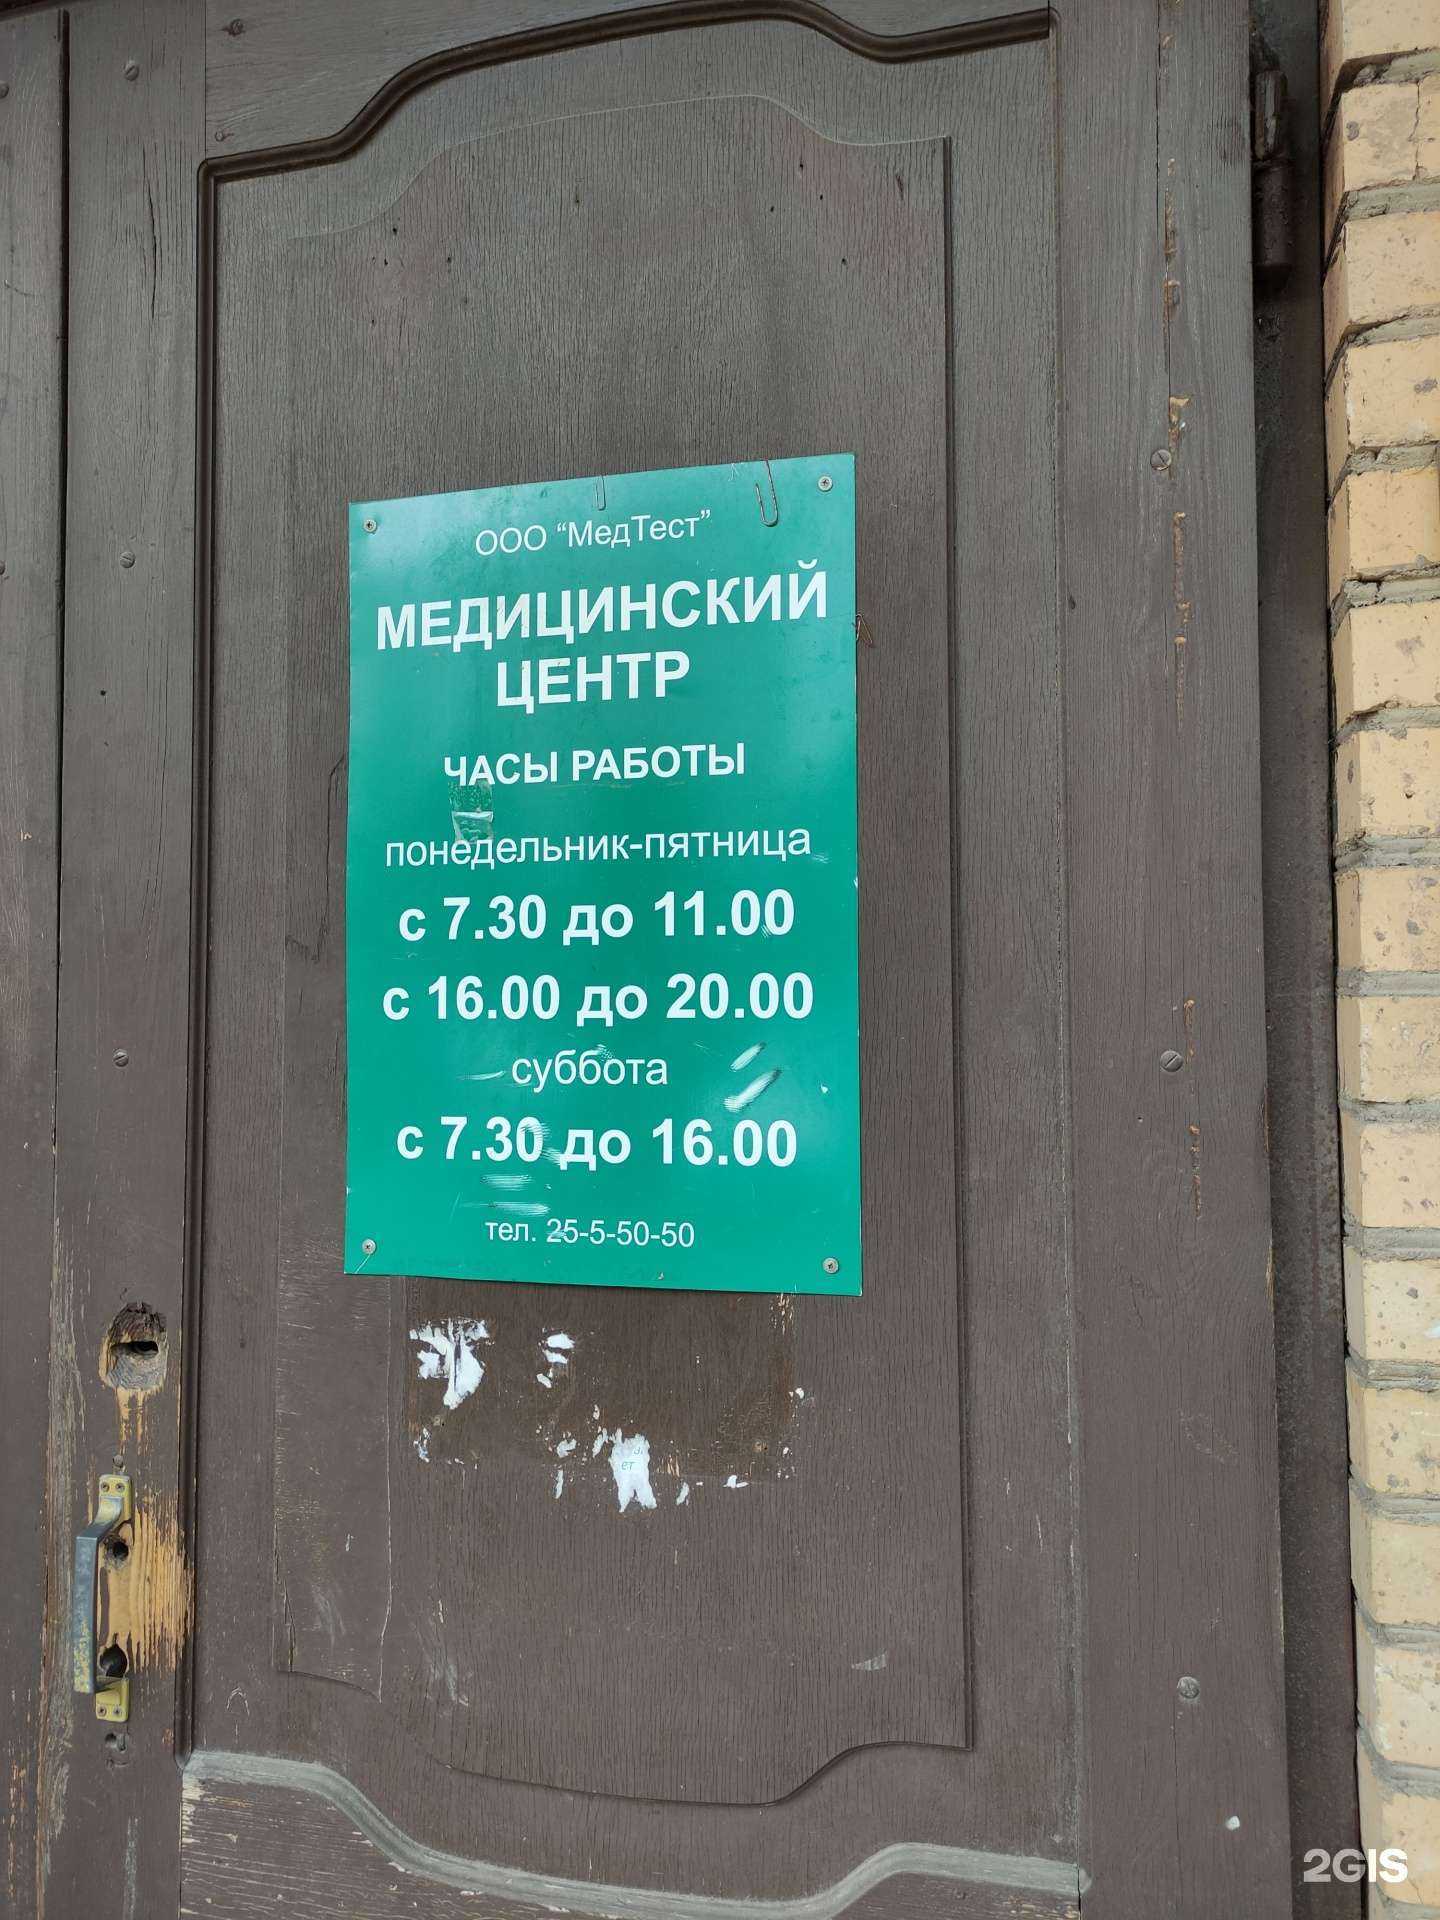 ООО “МедТест”
МЕДИЦИНСКИЙ
ЦЕНТР
ЧАСЫ РАБОТЫ
понедельник-пятница
с 7.30 до 11.00
с 16.00 до 20.00
суббота
с 7.30 до 16.00
тел. 25-5-50-50
ет
2GIS